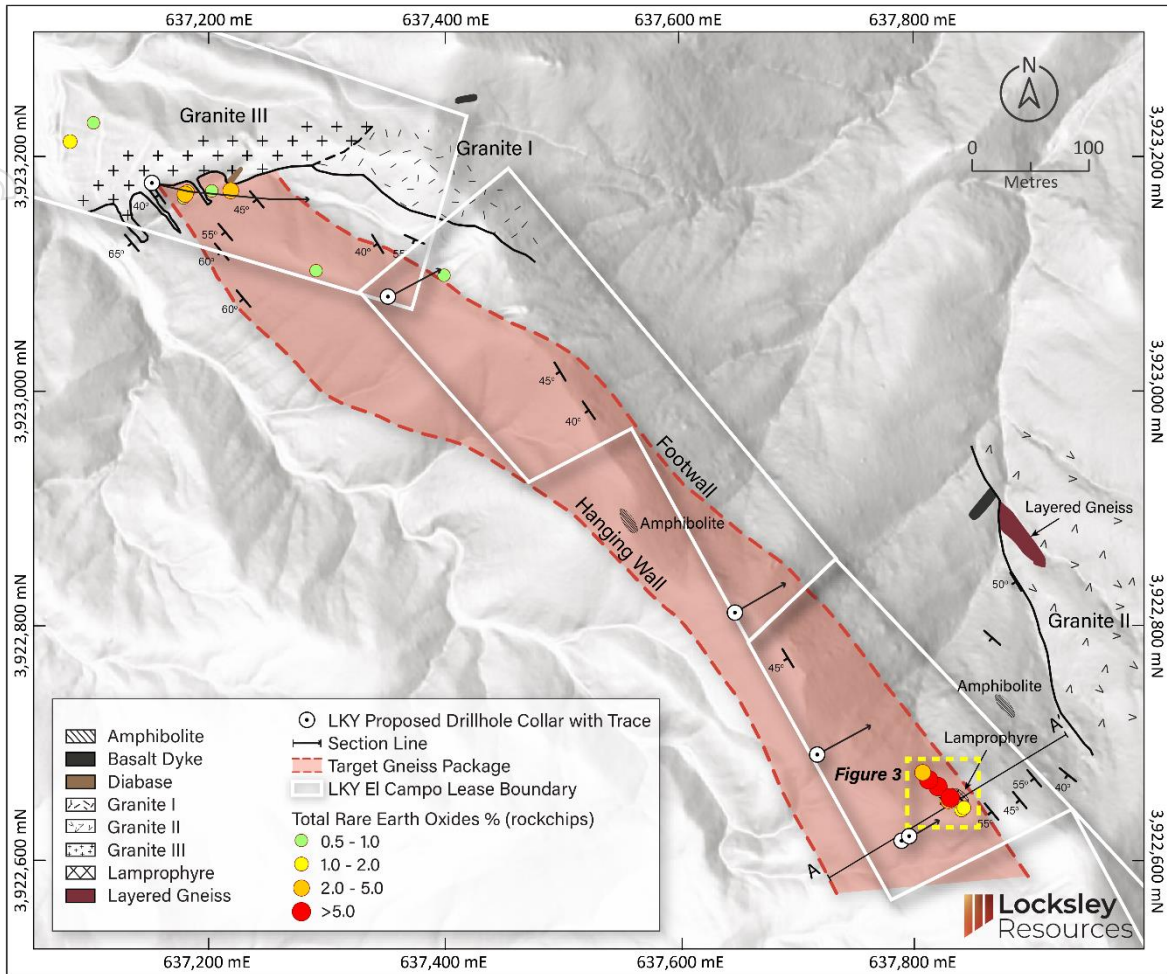 637,200 mE
637,400 mE
637,600 mE
637,800 mE
3,923,200 mN
3,923,000 mN
3,922,800 mN
3,922,600 mN
3,923,200 mN
3,923,000 mN
3,922,800 mN
3,922,600 mN
N
0 100
Metres
Granite III
Granite I
40°
45°
55°
65°
60°
40°
55
60°
45°
40°
Footwall
Hanging Wall
Amphibolite
Layered Gneiss
50°
Granite II
45°
Amphibolite
A'
Lamprophyre
Figure 3
55°
40°
45°
55°
A
Amphibolite
Basalt Dyke
Diabase
Granite I
Granite II
Granite III
Lamprophyre
Layered Gneiss
LKY Proposed Drillhole Collar with Trace
Section Line
Target Gneiss Package
LKY El Campo Lease Boundary
Total Rare Earth Oxides % (rockchips)
0.5 - 1.0
1.0 - 2.0
2.0 - 5.0
>5.0
Locksley
Resources
637,200 mE
637,400 mE
637,600 mE
637,800 mE